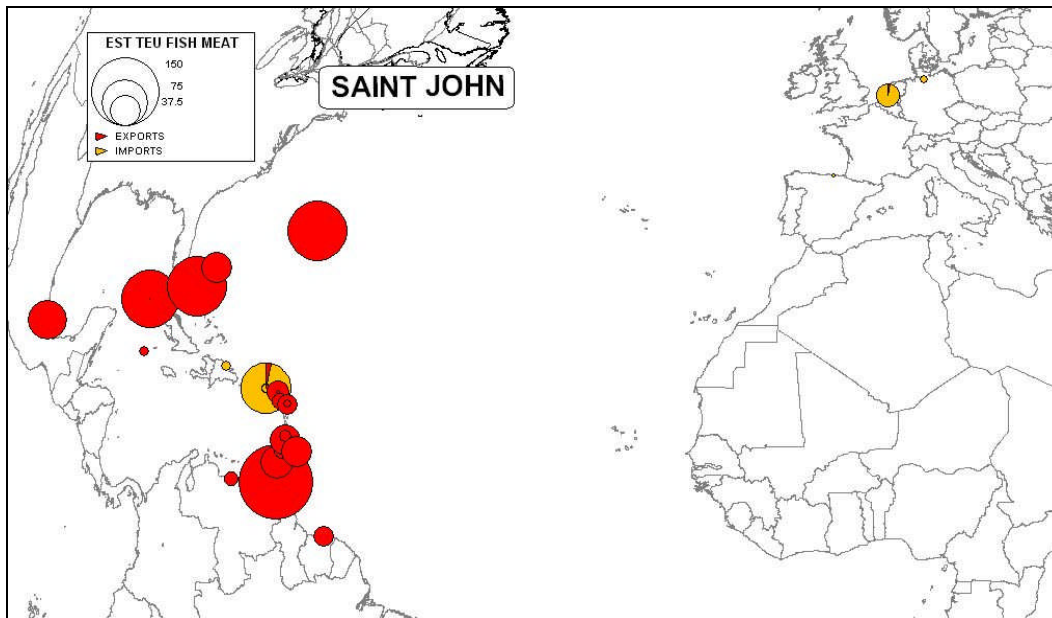 EST TEU FISH MEAT
150
75
37.5
EXPORTS
IMPORTS
SAINT JOHN